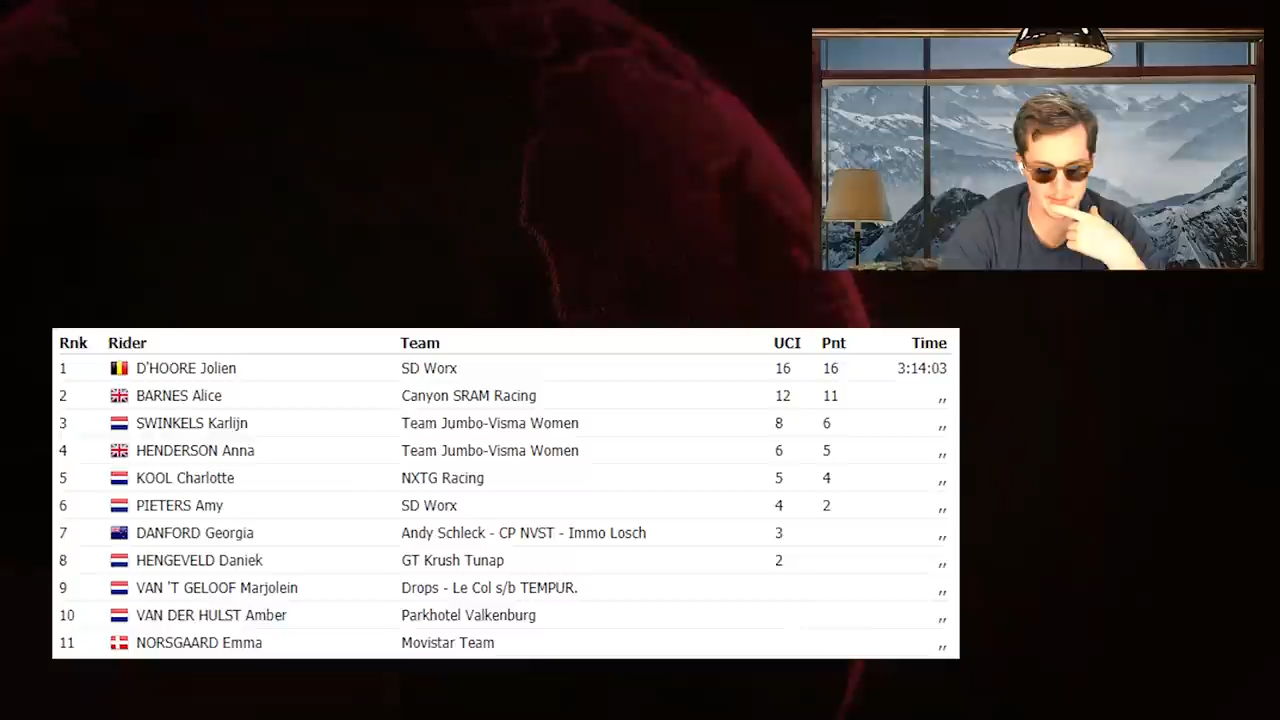 Rnk Rider Team UCI Pnt Time
1 D'HOORE Jolien SD Worx 16 16 3:14:03
2 BARNES Alice Canyon SRAM Racing 12 11 ,,
3 SWINKELS Karlijn Team Jumbo-Visma Women 8 6 ,,
4 HENDERSON Anna Team Jumbo-Visma Women 6 5 ,,
5 KOOL Charlotte NXTG Racing 5 4 ,,
6 PIETERS Amy SD Worx 4 2 ,,
7 DANFORD Georgia Andy Schleck - CP NVST - Immo Losch 3 ,,
8 HENGEVELD Daniek GT Krush Tunap 2 ,,
9 VAN 'T GELOOF Marjolein Drops - Le Col s/b TEMPUR. ,,
10 VAN DER HULST Amber Parkhotel Valkenburg ,,
11 NORSGAARD Emma Movistar Team ,,